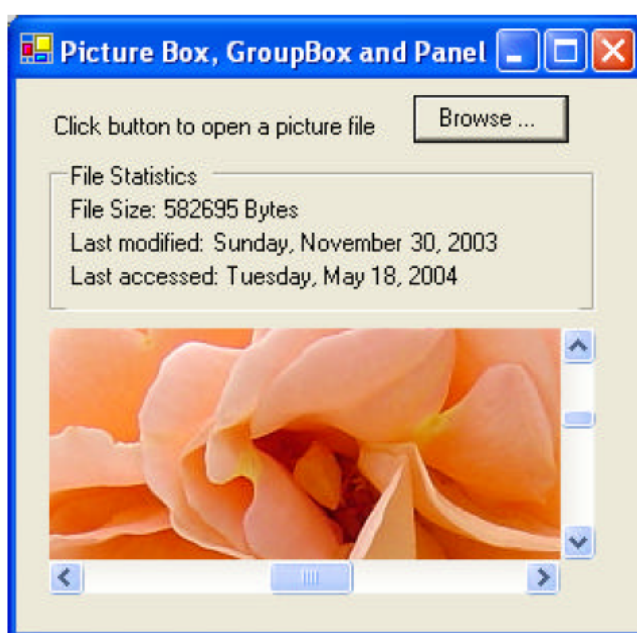 Picture Box, GroupBox and Panel
Click button to open a picture file
Browse ...
File Statistics
File Size: 582695 Bytes
Last modified: Sunday, November 30, 2003
Last accessed: Tuesday, May 18, 2004